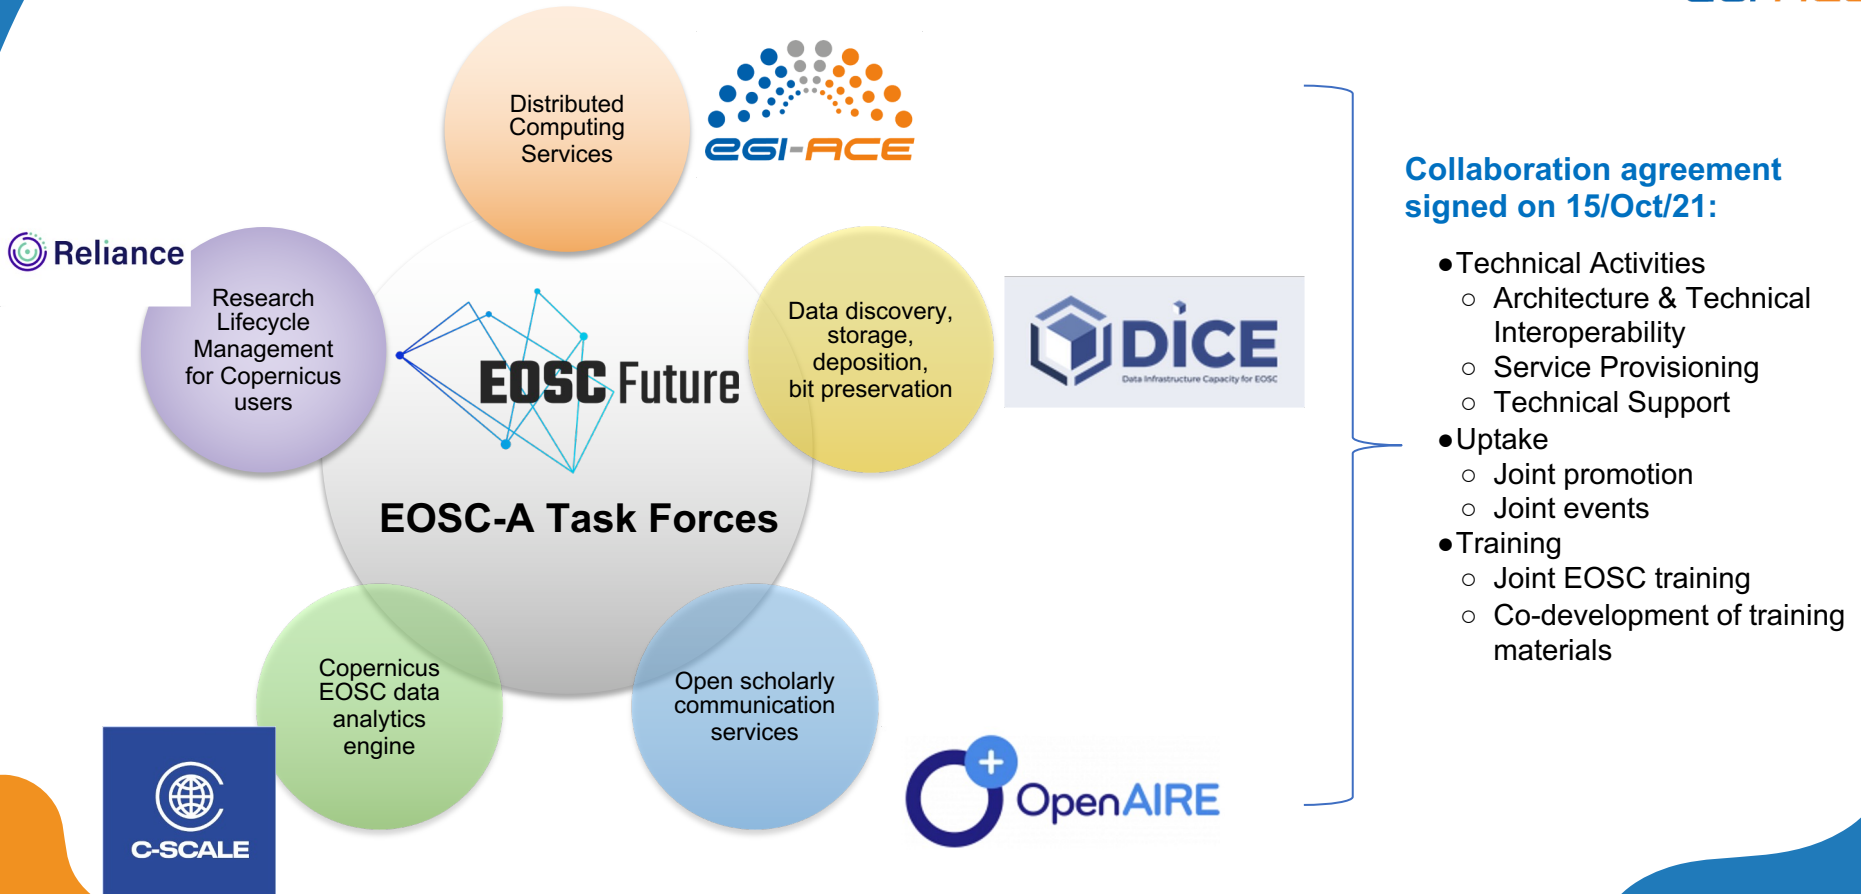 Distributed
Computing
Services
EGI-ACE
Reliance
Research
Lifecycle
Management
for Copernicus
users
EOSC Future
EOSC-A Task Forces
Data discovery,
storage,
deposition,
bit preservation
DICE
Data Infrastructure Capacity for EOSC
Copernicus
EOSC data
analytics
engine
C-SCALE
Open scholarly
communication
services
OpenAIRE
Collaboration agreement
signed on 15/Oct/21:
●Technical Activities
○ Architecture & Technical
Interoperability
○ Service Provisioning
○ Technical Support
●Uptake
○ Joint promotion
○ Joint events
●Training
○ Joint EOSC training
○ Co-development of training
materials